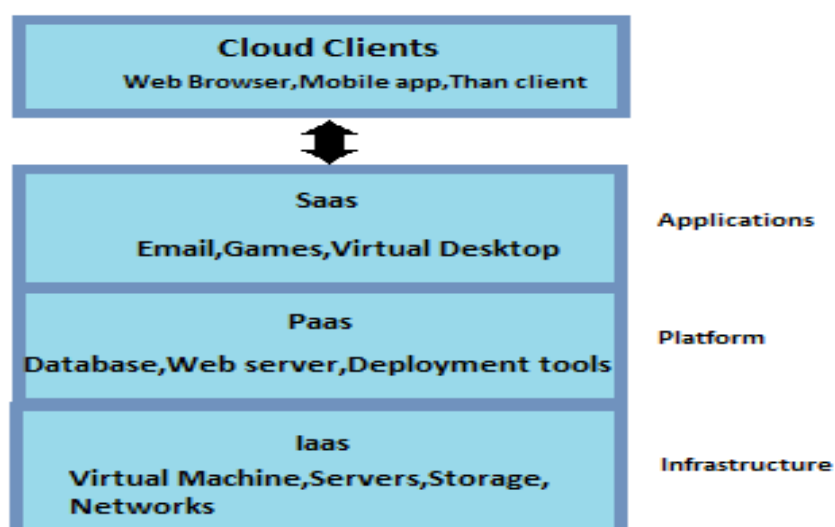 Cloud Clients
Web Browser,Mobile app,Than client
Saas
Email,Games,Virtual Desktop
Applications
Paas
Database,Web server,Deployment tools
Platform
Iaas
Virtual Machine,Servers,Storage,
Networks
Infrastructure